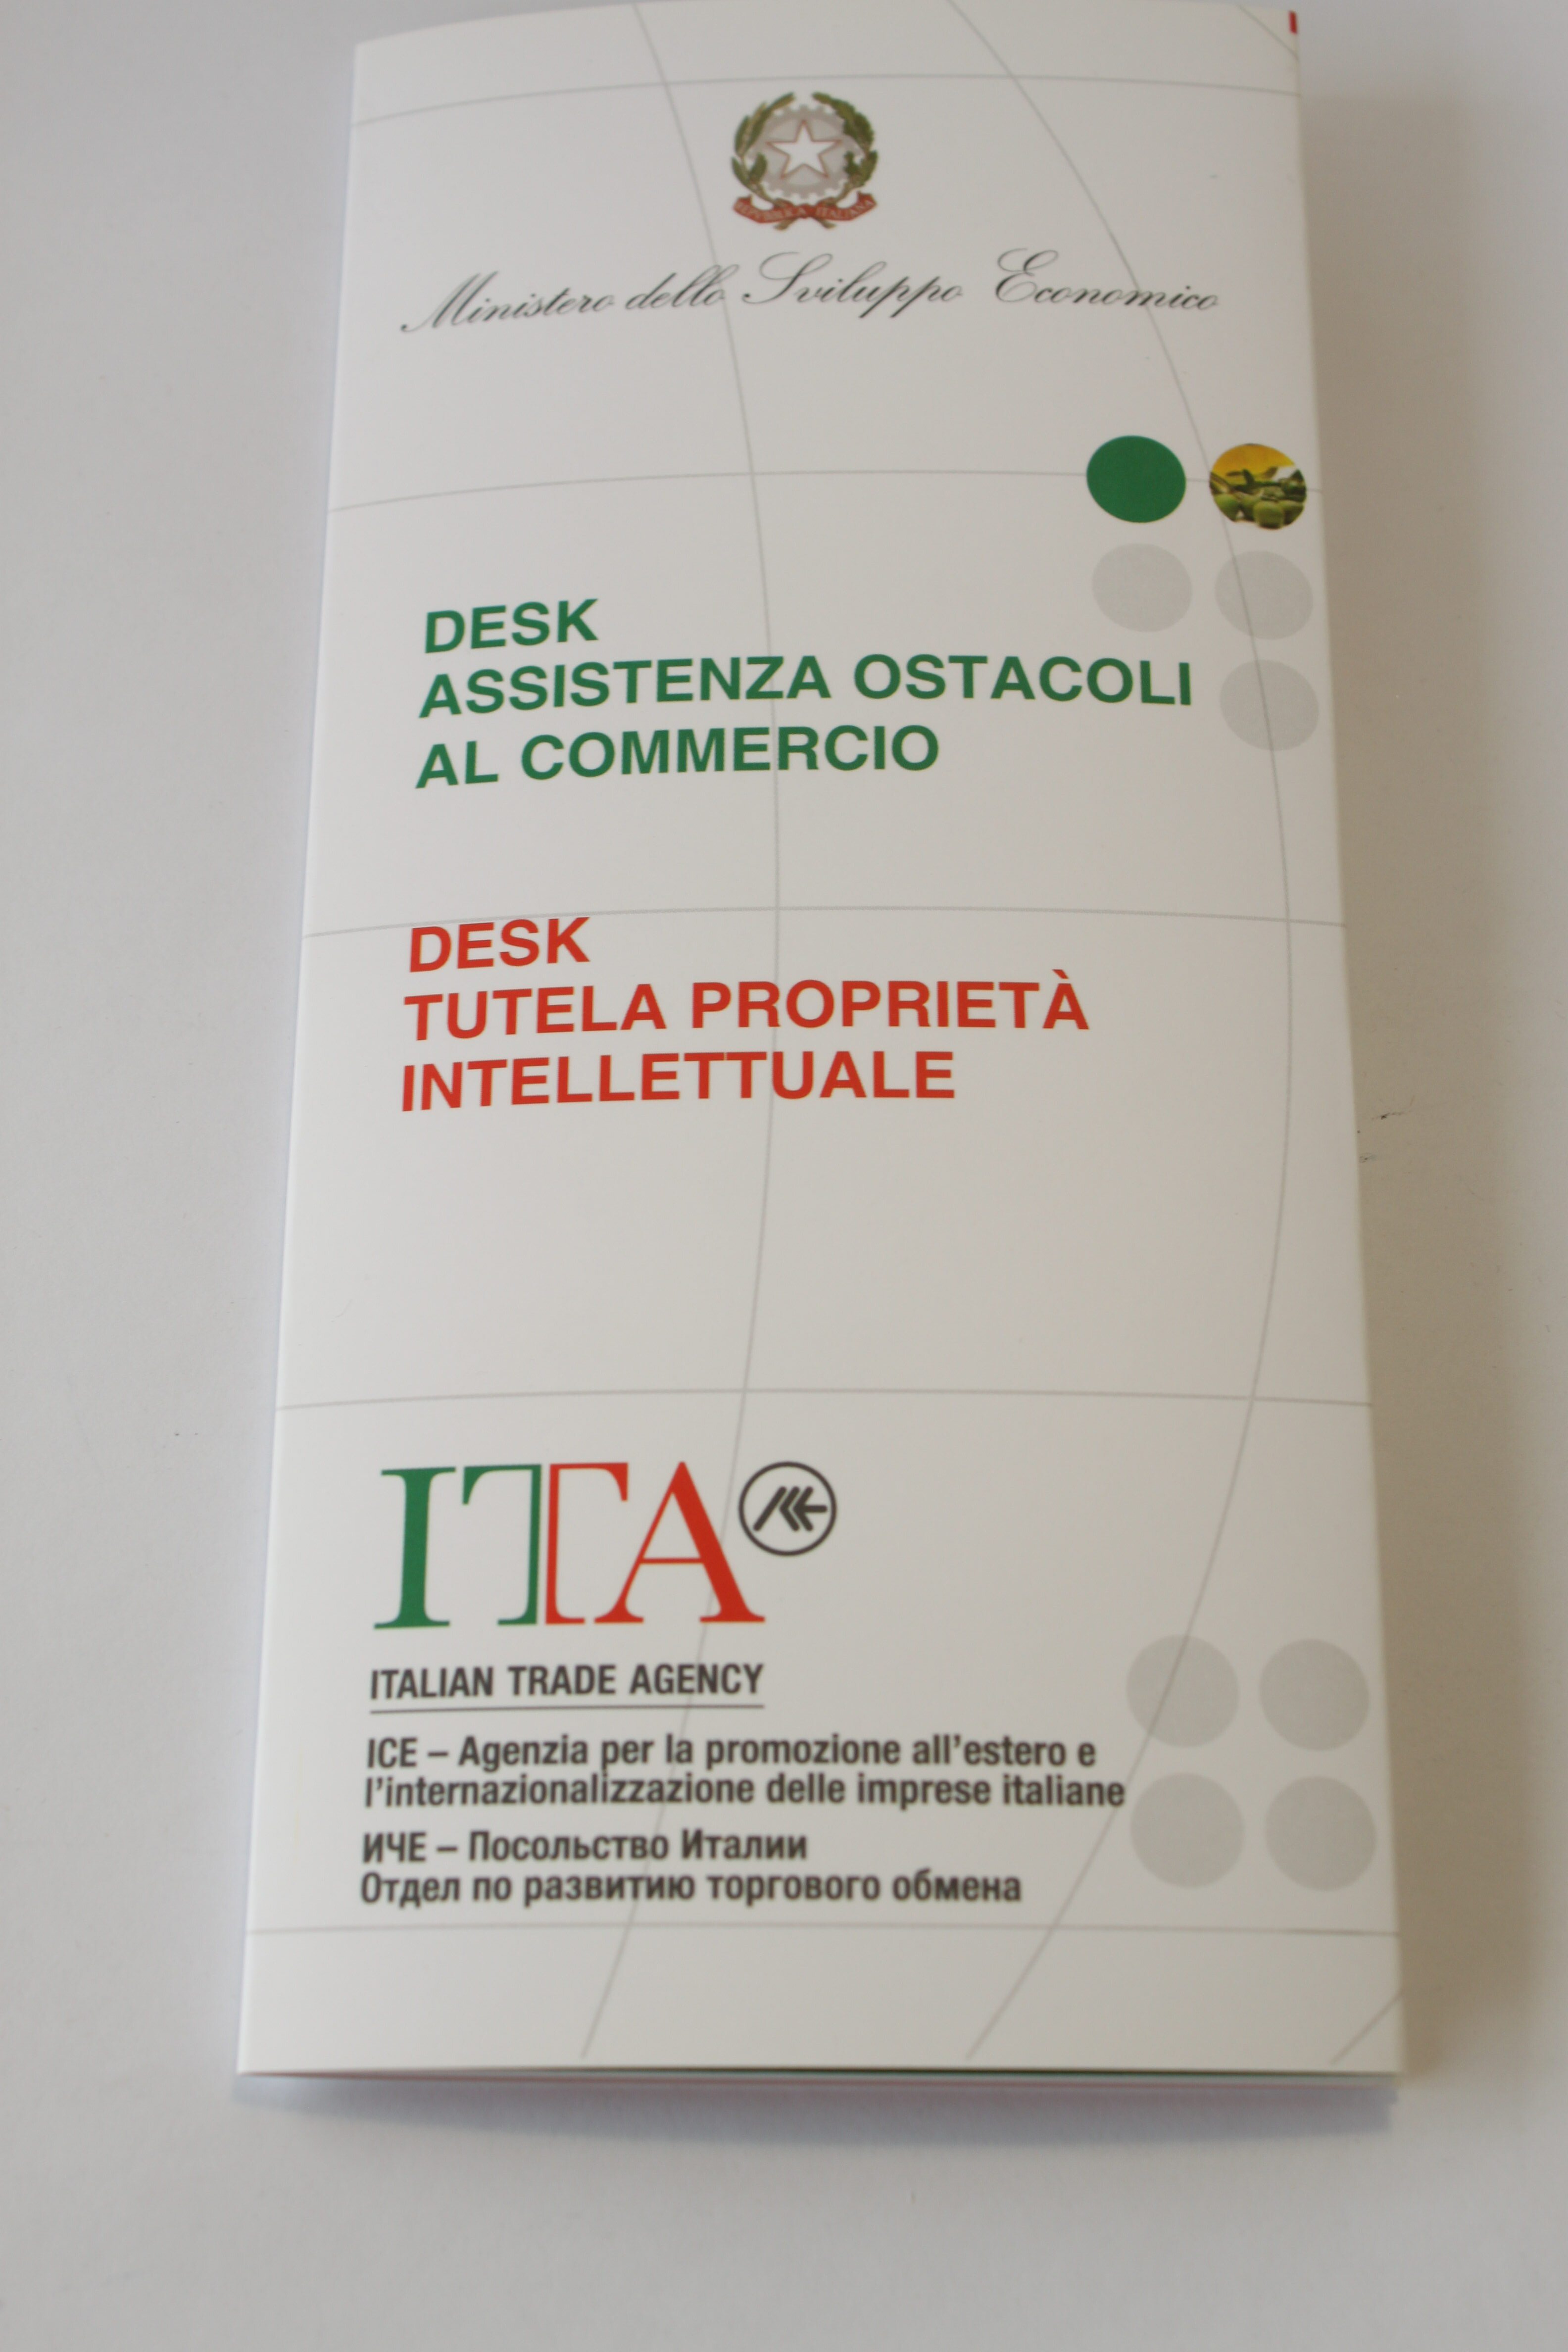 REPUBBLICA ITALIANA
Ministero dello Sviluppo Economico
DESK
ASSISTENZA OSTACOLI
AL COMMERCIO
DESK
TUTELA PROPRIETÀ
INTELLETTUALE
ITA
ITALIAN TRADE AGENCY
ICE – Agenzia per la promozione all'estero e
l'internazionalizzazione delle imprese italiane
ИЧЕ – Посольство Италии
Отдел по развитию торгового обмена